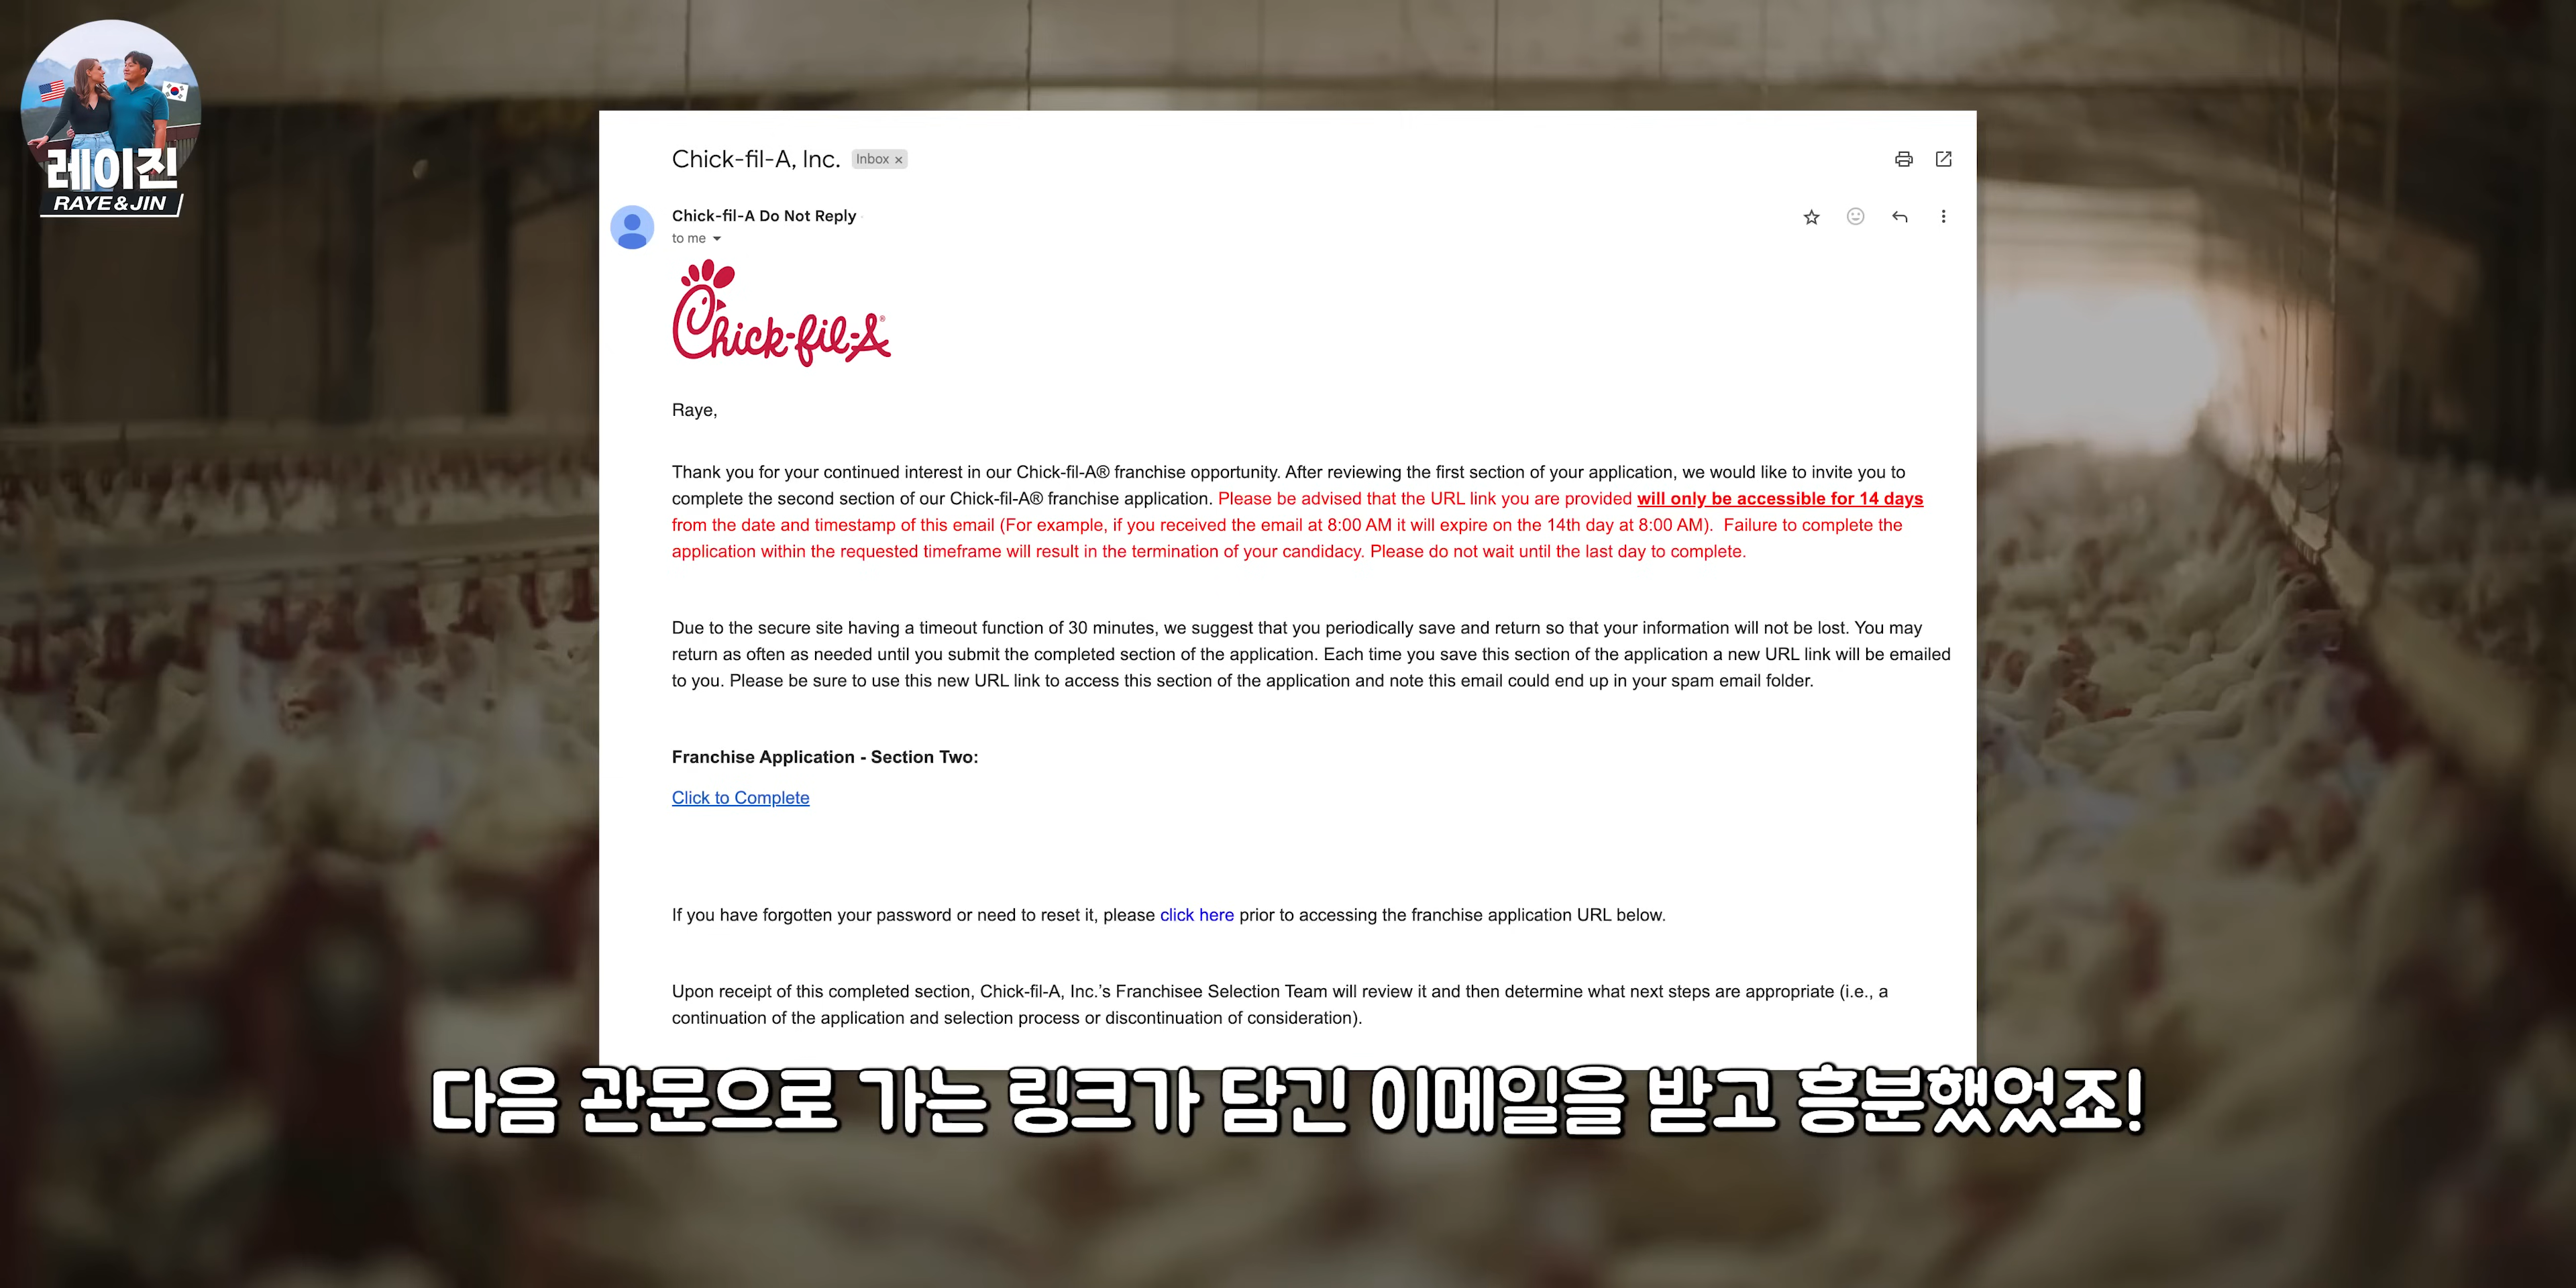 레이진
RAYE & JIN
Chick-fil-A, Inc. Inbox x
Chick-fil-A Do Not Reply
to me
Chick-fil-A®
Raye,
Thank you for your continued interest in our Chick-fil-A® franchise opportunity. After reviewing the first section of your application, we would like to invite you to
complete the second section of our Chick-fil-A® franchise application. Please be advised that the URL link you are provided will only be accessible for 14 days
from the date and timestamp of this email (For example, if you received the email at 8:00 AM it will expire on the 14th day at 8:00 AM).  Failure to complete the
application within the requested timeframe will result in the termination of your candidacy. Please do not wait until the last day to complete.
Due to the secure site having a timeout function of 30 minutes, we suggest that you periodically save and return so that your information will not be lost. You may
return as often as needed until you submit the completed section of the application. Each time you save this section of the application a new URL link will be emailed
to you. Please be sure to use this new URL link to access this section of the application and note this email could end up in your spam email folder.
Franchise Application - Section Two:
Click to Complete
If you have forgotten your password or need to reset it, please click here prior to accessing the franchise application URL below.
Upon receipt of this completed section, Chick-fil-A, Inc.’s Franchisee Selection Team will review it and then determine what next steps are appropriate (i.e., a
continuation of the application and selection process or discontinuation of consideration).
다음 관문으로 가는 링크가 담긴 이메일을 받고 흥분했었죠!